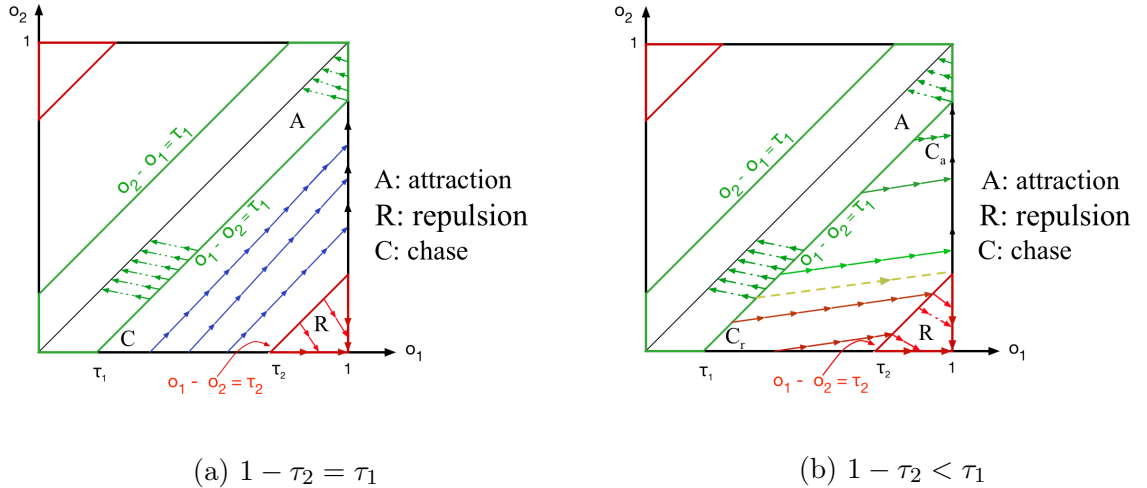 o₂
1
o₂ - o₁ = τ₁
A
o₁ - o₂ = τ₁
C
R
τ₁
τ₂
1
o₁
o₁ - o₂ = τ₂
A: attraction
R: repulsion
C: chase
(a) 1 − τ₂ = τ₁
o₂
1
o₂ - o₁ = τ₁
A
Cₐ
o₁ - o₂ = τ₁
Cᵣ
R
τ₁
τ₂
1
o₁
o₁ - o₂ = τ₂
A: attraction
R: repulsion
C: chase
(b) 1 − τ₂ < τ₁